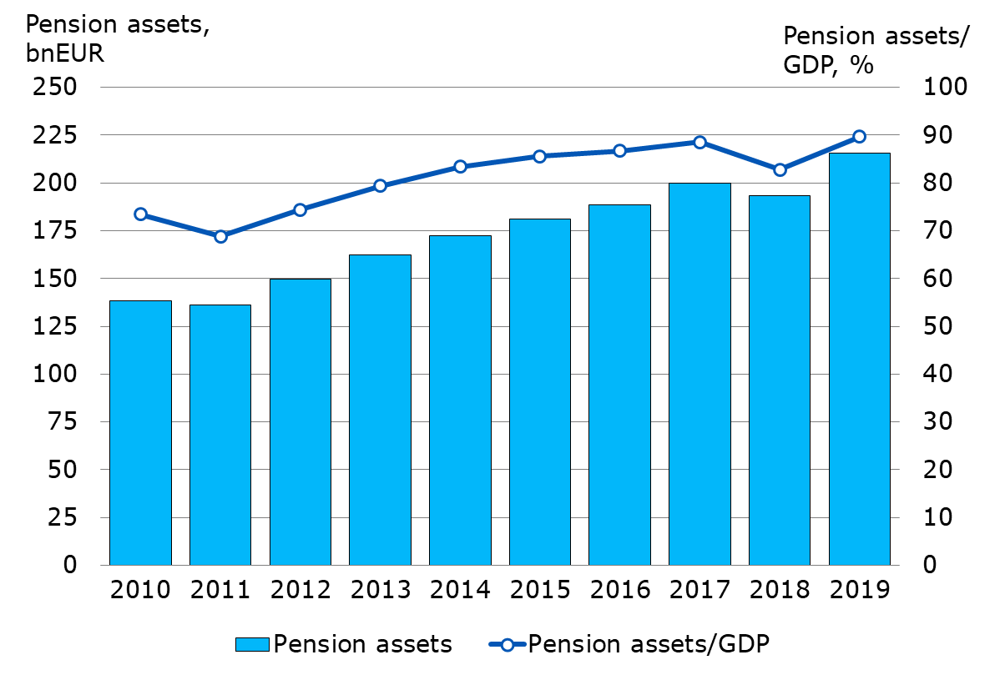 Pension assets,
bnEUR
Pension assets/
GDP, %
250 100
225 90
200 80
175 70
150 60
125 50
100 40
75 30
50 20
25 10
0 0
2010 2011 2012 2013 2014 2015 2016 2017 2018 2019
Pension assets Pension assets/GDP